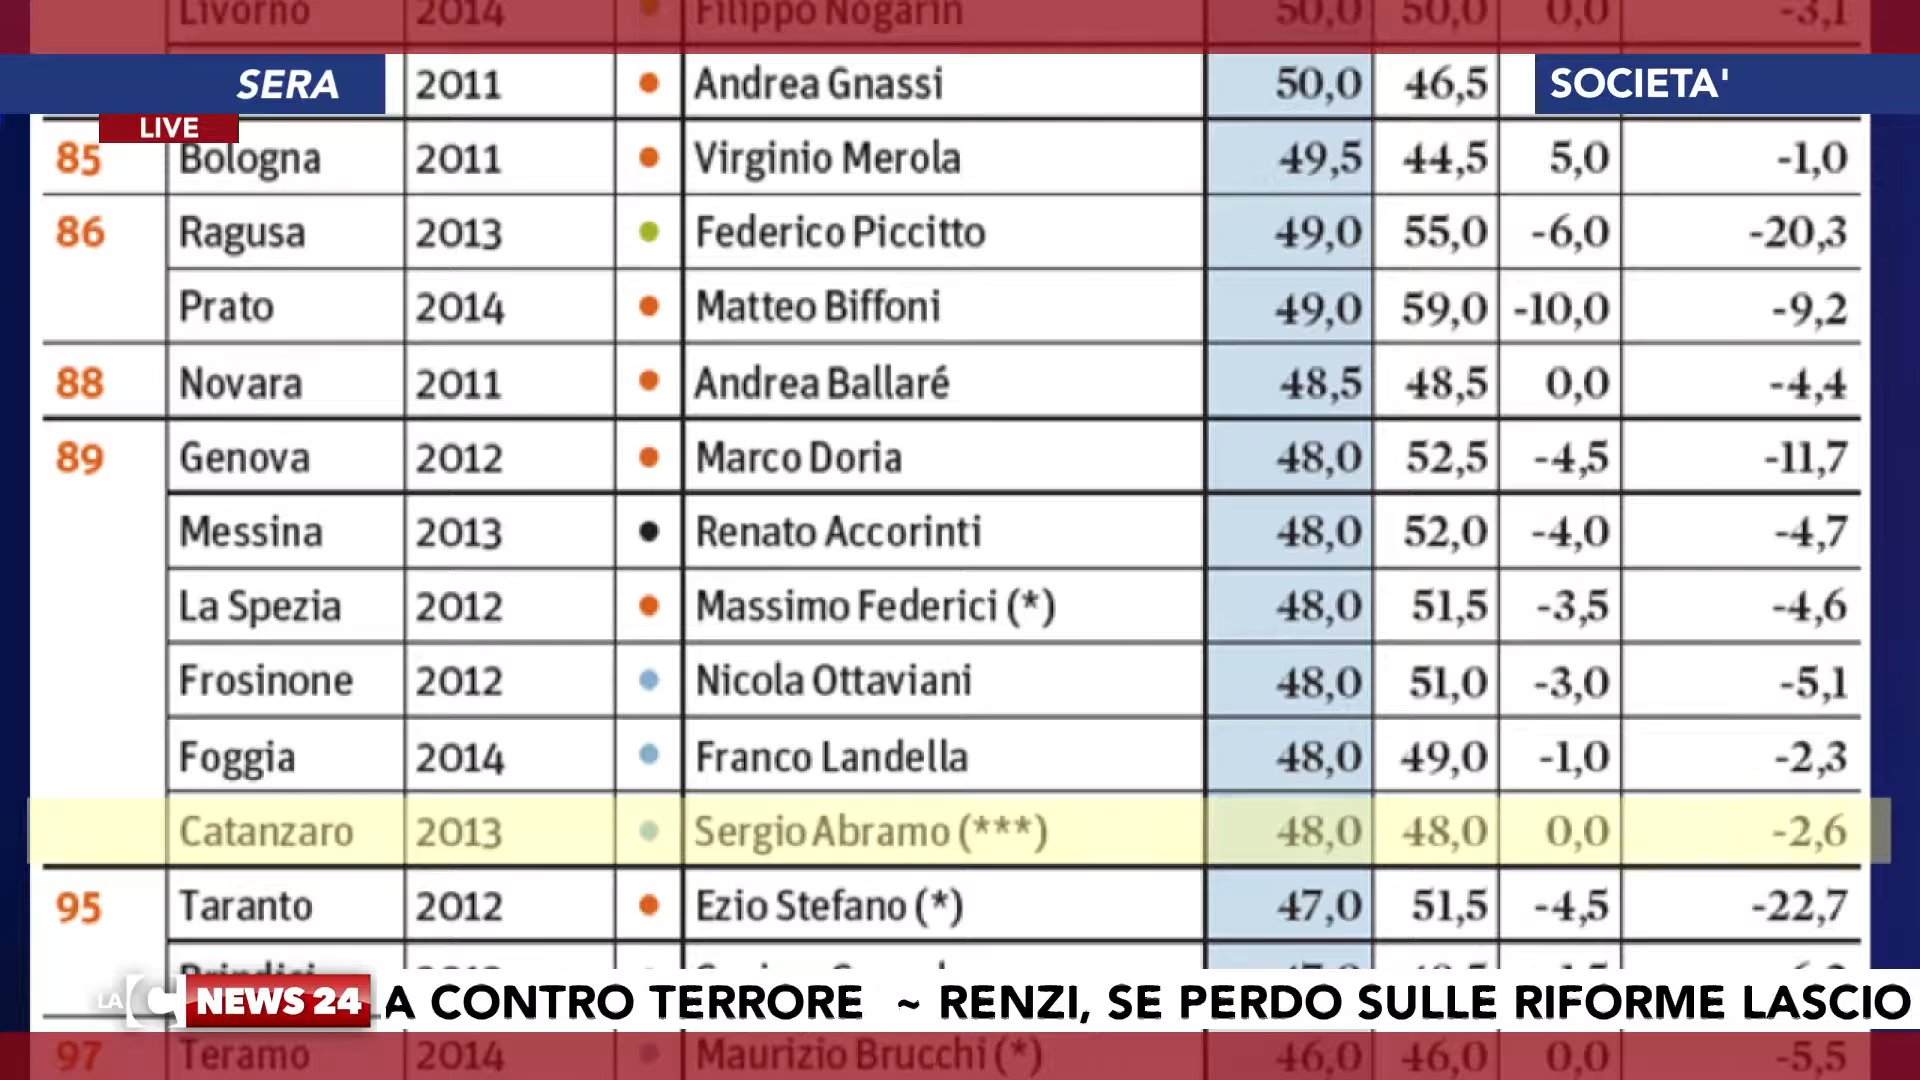 Livorno 2014 Filippo Nogarin 50,0 50,0 0,0 -3,1
SERA 2011 Andrea Gnassi 50,0 46,5 SOCIETA'
LIVE
85 Bologna 2011 Virginio Merola 49,5 44,5 5,0 -1,0
86 Ragusa 2013 Federico Piccitto 49,0 55,0 -6,0 -20,3
Prato 2014 Matteo Biffoni 49,0 59,0 -10,0 -9,2
88 Novara 2011 Andrea Ballaré 48,5 48,5 0,0 -4,4
89 Genova 2012 Marco Doria 48,0 52,5 -4,5 -11,7
Messina 2013 Renato Accorinti 48,0 52,0 -4,0 -4,7
La Spezia 2012 Massimo Federici (*) 48,0 51,5 -3,5 -4,6
Frosinone 2012 Nicola Ottaviani 48,0 51,0 -3,0 -5,1
Foggia 2014 Franco Landella 48,0 49,0 -1,0 -2,3
Catanzaro 2013 Sergio Abramo (***) 48,0 48,0 0,0 -2,6
95 Taranto 2012 Ezio Stefano (*) 47,0 51,5 -4,5 -22,7
LA C NEWS 24 A CONTRO TERRORE ~ RENZI, SE PERDO SULLE RIFORME LASCIO
97 Teramo 2014 Maurizio Brucchi (*) 46,0 46,0 0,0 -5,5